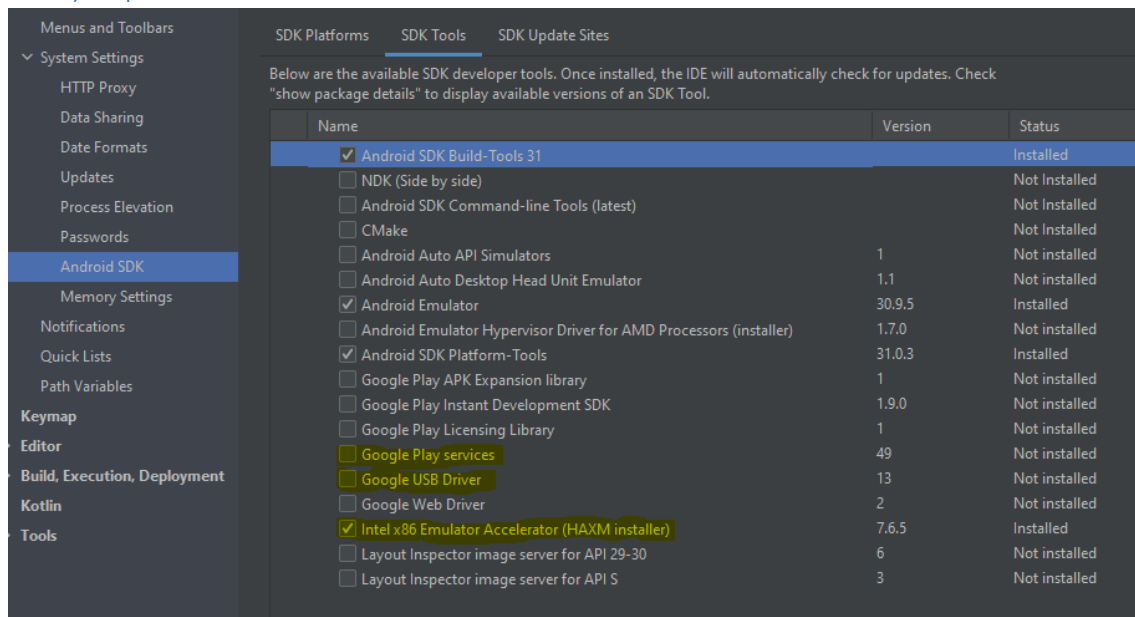 Menus and Toolbars
System Settings
HTTP Proxy
Data Sharing
Date Formats
Updates
Process Elevation
Passwords
Android SDK
Memory Settings
Notifications
Quick Lists
Path Variables
Keymap
Editor
Build, Execution, Deployment
Kotlin
Tools
SDK Platforms SDK Tools SDK Update Sites
Below are the available SDK developer tools. Once installed, the IDE will automatically check for updates. Check
"show package details" to display available versions of an SDK Tool.
Name Version Status
Android SDK Build-Tools 31 Installed
NDK (Side by side) Not Installed
Android SDK Command-line Tools (latest) Not Installed
CMake Not Installed
Android Auto API Simulators 1 Not installed
Android Auto Desktop Head Unit Emulator 1.1 Not installed
Android Emulator 30.9.5 Installed
Android Emulator Hypervisor Driver for AMD Processors (installer) 1.7.0 Not installed
Android SDK Platform-Tools 31.0.3 Installed
Google Play APK Expansion library 1 Not installed
Google Play Instant Development SDK 1.9.0 Not installed
Google Play Licensing Library 1 Not installed
Google Play services 49 Not installed
Google USB Driver 13 Not installed
Google Web Driver 2 Not installed
Intel x86 Emulator Accelerator (HAXM installer) 7.6.5 Installed
Layout Inspector image server for API 29-30 6 Not installed
Layout Inspector image server for API S 3 Not installed